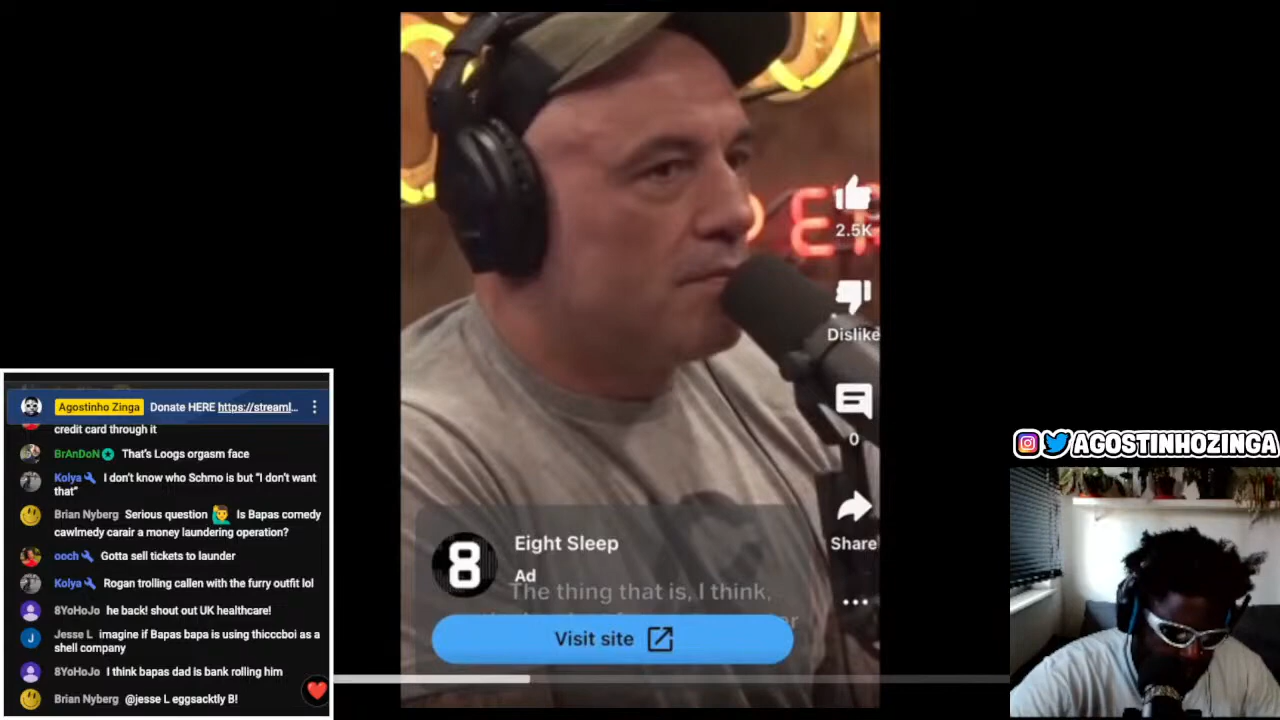 Agostinho Zinga Donate HERE https://streaml...
credit card through it
BrAnDoN That's Loogs orgasm face
Kolya I don't know who Schmo is but "I don't want
that"
Brian Nyberg Serious question 🙋‍♂️ Is Bapas comedy
cawlmedy carair a money laundering operation?
ooch Gotta sell tickets to launder
Kolya Rogan trolling callen with the furry outfit lol
8YoHoJo he back! shout out UK healthcare!
Jesse L imagine if Bapas bapa is using thicccboi as a
shell company
8YoHoJo I think bapas dad is bank rolling him
Brian Nyberg @jesse L eggsacktly B!
J
2.5K
Dislike
0
Share
8
Eight Sleep
Ad
The thing that is, I think,
Visit site
AGOSTINHOZINGA